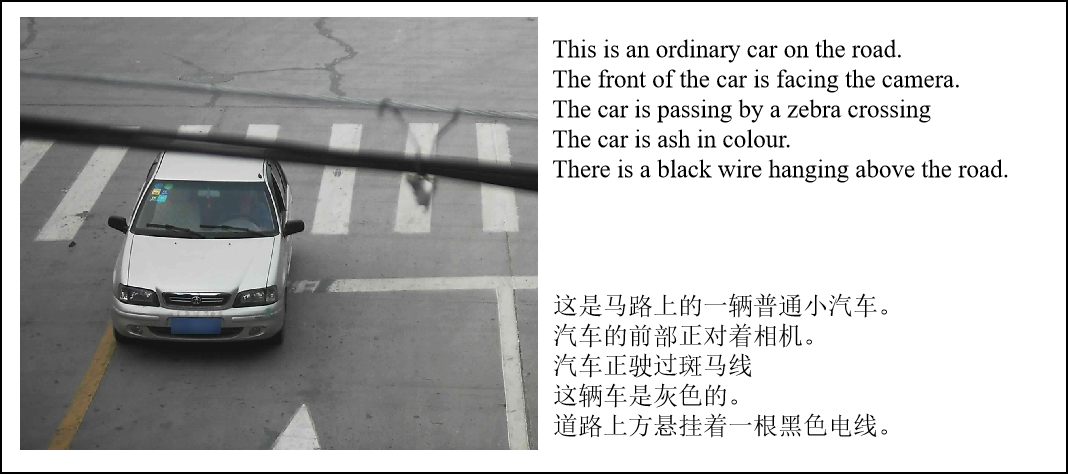 This is an ordinary car on the road.
The front of the car is facing the camera.
The car is passing by a zebra crossing
The car is ash in colour.
There is a black wire hanging above the road.
这是马路上的一辆普通小汽车。
汽车的前部正对着相机。
汽车正驶过斑马线
这辆车是灰色的。
道路上方悬挂着一根黑色电线。